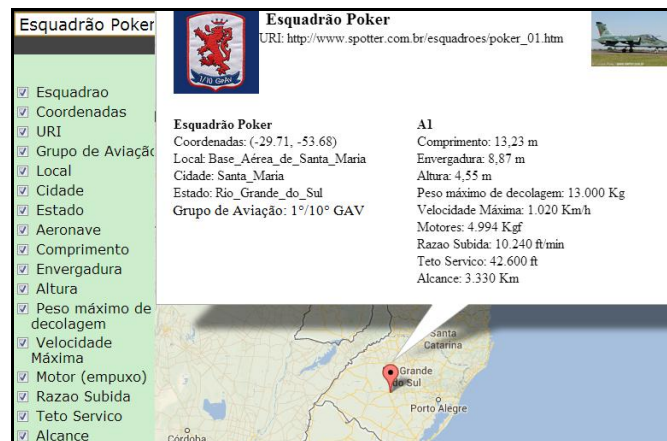 Esquadrão Poker
Esquadrao
Coordenadas
URI
Grupo de Aviação
Local
Cidade
Estado
Aeronave
Comprimento
Envergadura
Altura
Peso máximo de
decolagem
Velocidade
Máxima
Motor (empuxo)
Razao Subida
Teto Servico
Alcance
1/10 GpAv
Esquadrão Poker
URI: http://www.spotter.com.br/esquadroes/poker_01.htm
Esquadrão Poker
Coordenadas: (-29.71, -53.68)
Local: Base_Aérea_de_Santa_Maria
Cidade: Santa_Maria
Estado: Rio_Grande_do_Sul
Grupo de Aviação: 1°/10° GAV
A1
Comprimento: 13,23 m
Envergadura: 8,87 m
Altura: 4,55 m
Peso máximo de decolagem: 13.000 Kg
Velocidade Máxima: 1.020 Km/h
Motores: 4.994 Kgf
Razao Subida: 10.240 ft/min
Teto Servico: 42.600 ft
Alcance: 3.330 Km
Santa
Catarina
Grande
do Sul
Porto Alegre
Córdoba